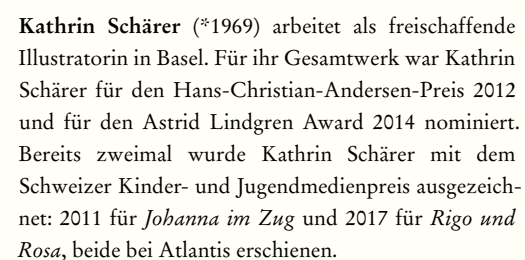 Kathrin Schärer (*1969) arbeitet als freischaffende
Illustratorin in Basel. Für ihr Gesamtwerk war Kathrin
Schärer für den Hans-Christian-Andersen-Preis 2012
und für den Astrid Lindgren Award 2014 nominiert.
Bereits zweimal wurde Kathrin Schärer mit dem
Schweizer Kinder- und Jugendmedienpreis ausgezeich-
net: 2011 für Johanna im Zug und 2017 für Rigo und
Rosa, beide bei Atlantis erschienen.